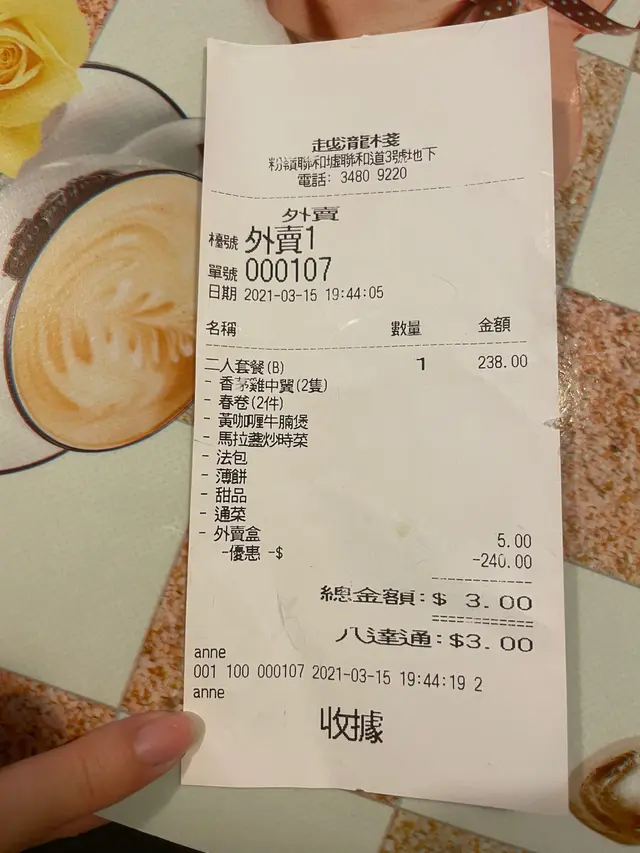 越瀧棧
粉嶺聯和墟聯和道3號地下
電話: 3480 9220
外賣
檯號 外賣1
單號 000107
日期 2021-03-15 19:44:05
名稱 數量 金額
二人套餐(B) 1 238.00
- 香茅雞中翼(2隻)
- 春卷(2件)
- 黃咖喱牛腩煲
- 馬拉盞炒時菜
- 法包
- 薄餅
- 甜品
- 通菜
- 外賣盒 5.00
-優惠 -$ -240.00
總金額:$ 3.00
八達通:$3.00
anne
001 100 000107 2021-03-15 19:44:19 2
anne
收據